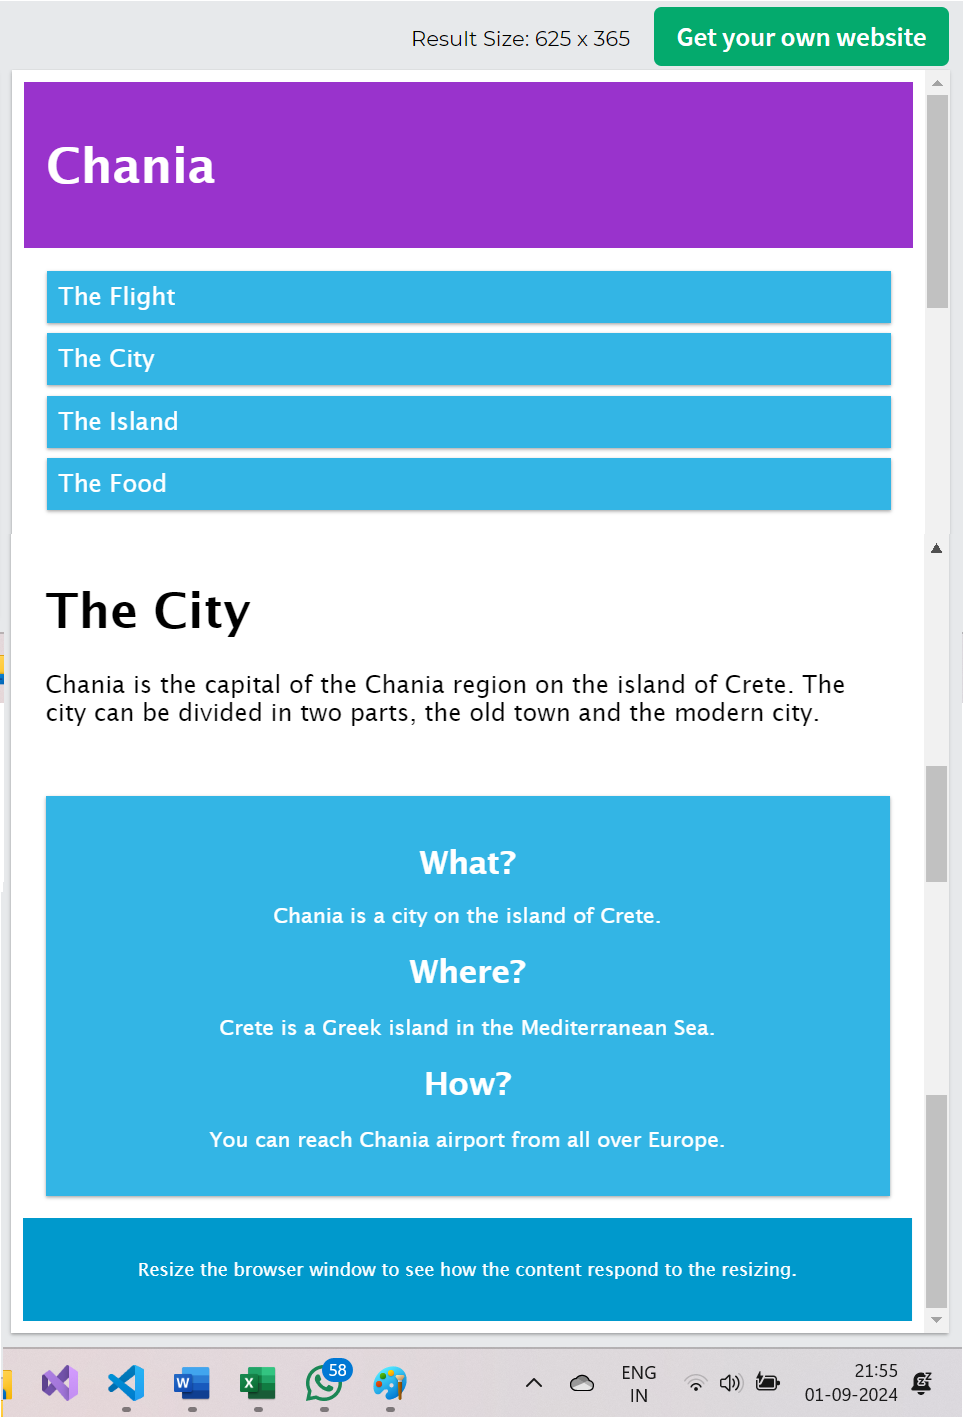 Result Size: 625 x 365
Get your own website
Chania
The Flight
The City
The Island
The Food
The City
Chania is the capital of the Chania region on the island of Crete. The
city can be divided in two parts, the old town and the modern city.
What?
Chania is a city on the island of Crete.
Where?
Crete is a Greek island in the Mediterranean Sea.
How?
You can reach Chania airport from all over Europe.
Resize the browser window to see how the content respond to the resizing.
W
X
58
ENG
IN
21:55
01-09-2024
zz